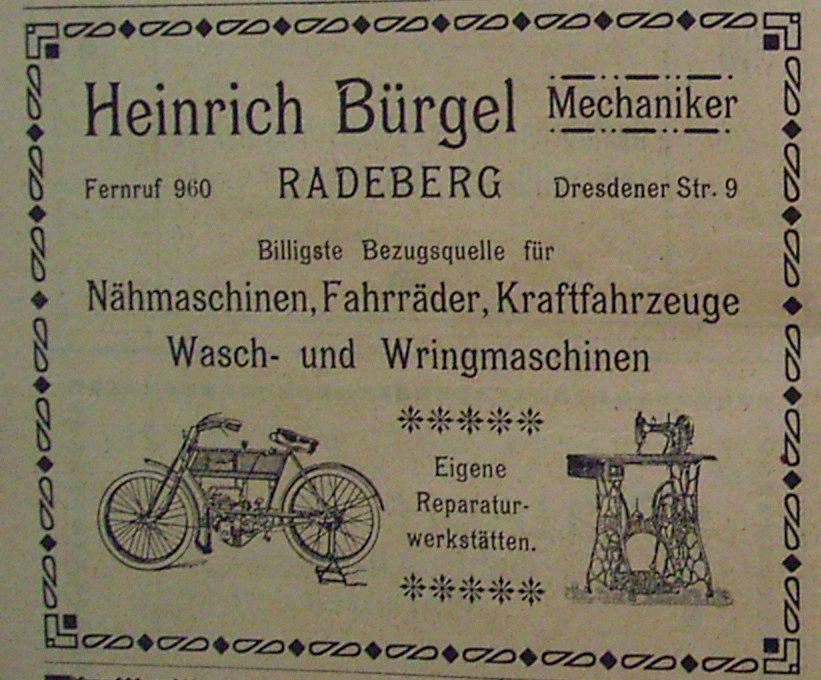 Heinrich Bürgel Mechaniker
Fernruf 960 RADEBERG Dresdener Str. 9
Billigste Bezugsquelle für
Nähmaschinen, Fahrräder, Kraftfahrzeuge
Wasch- und Wringmaschinen
Eigene
Reparatur-
werkstätten.